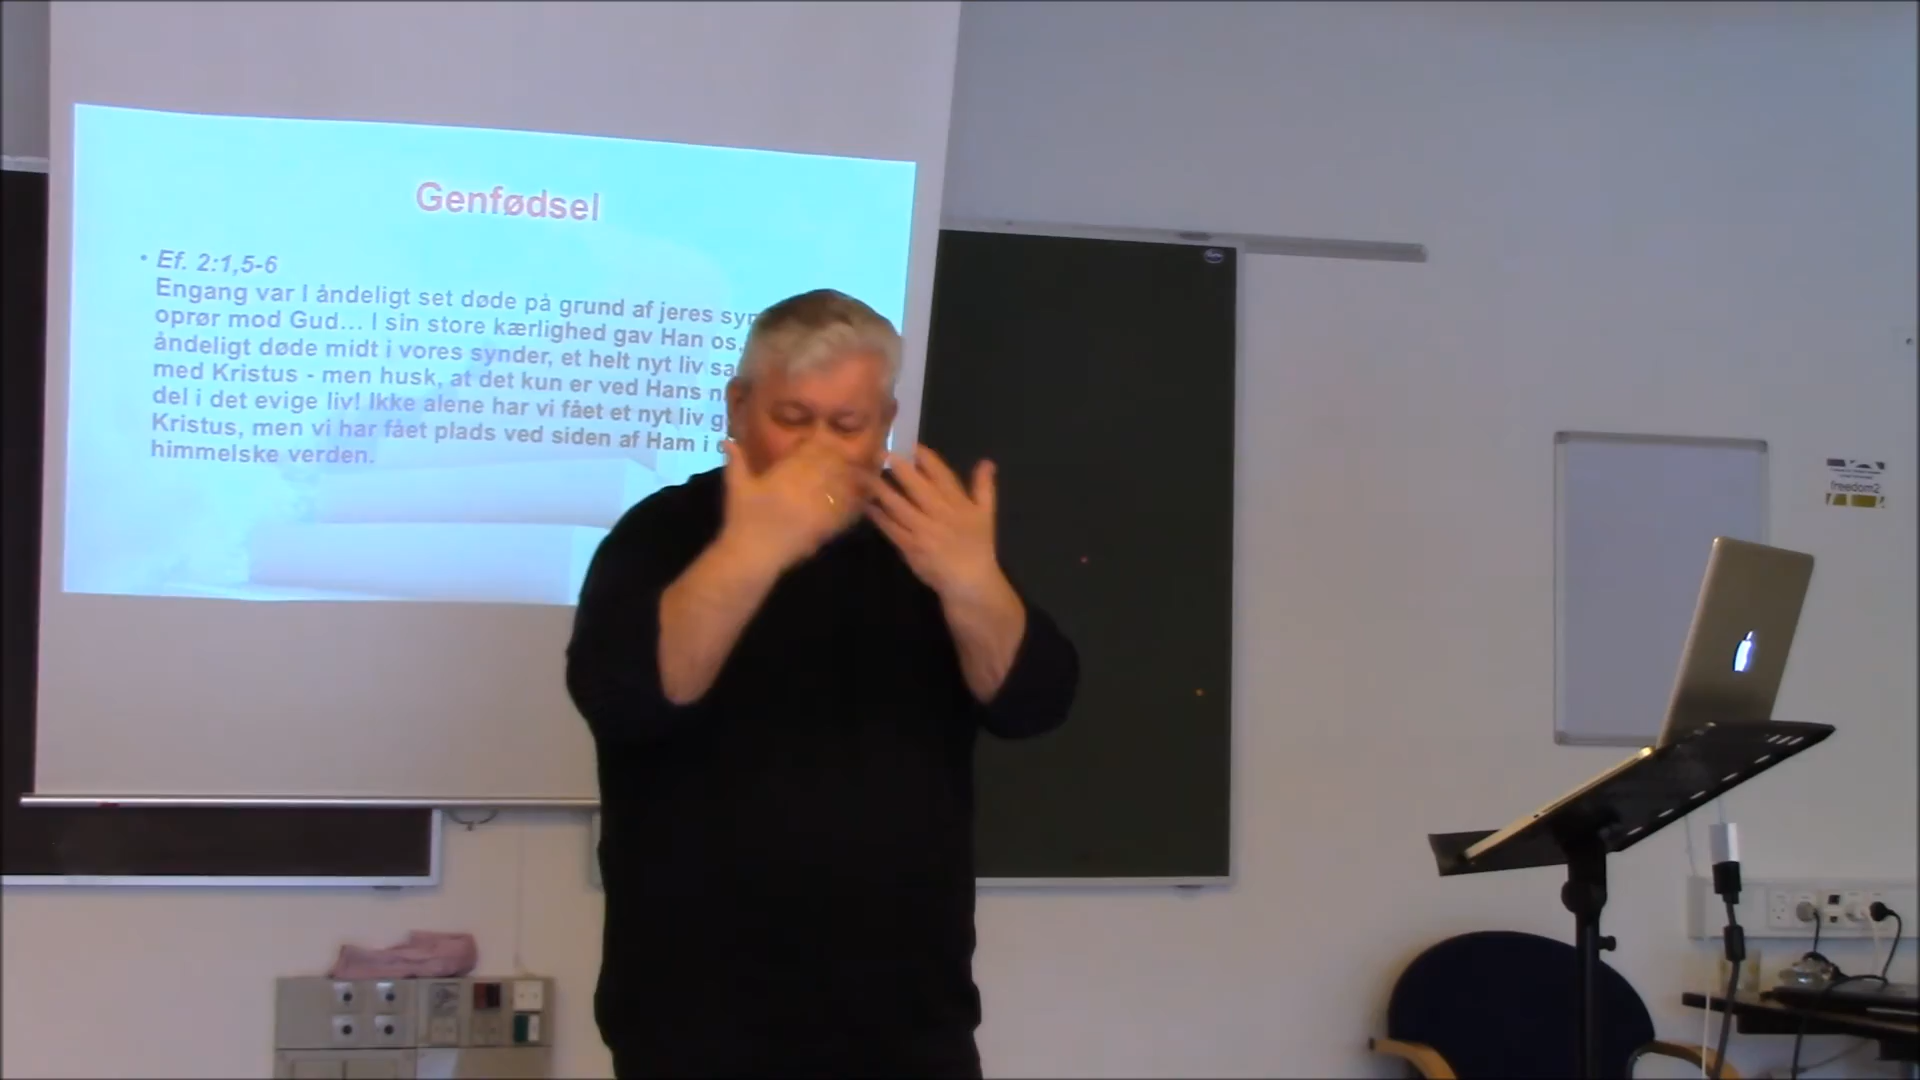 Genfødsel
• Ef. 2:1,5-6
Engang var I åndeligt set døde på grund af jeres
oprør mod Gud... I sin store kærlighed gav Han os,
åndeligt døde midt i vores synder, et helt nyt liv
med Kristus - men husk, at det kun er ved Hans
del i det evige liv! Ikke alene har vi fået et nyt liv
Kristus, men vi har fået plads ved siden af Ham i
himmelske verden.
freedom2